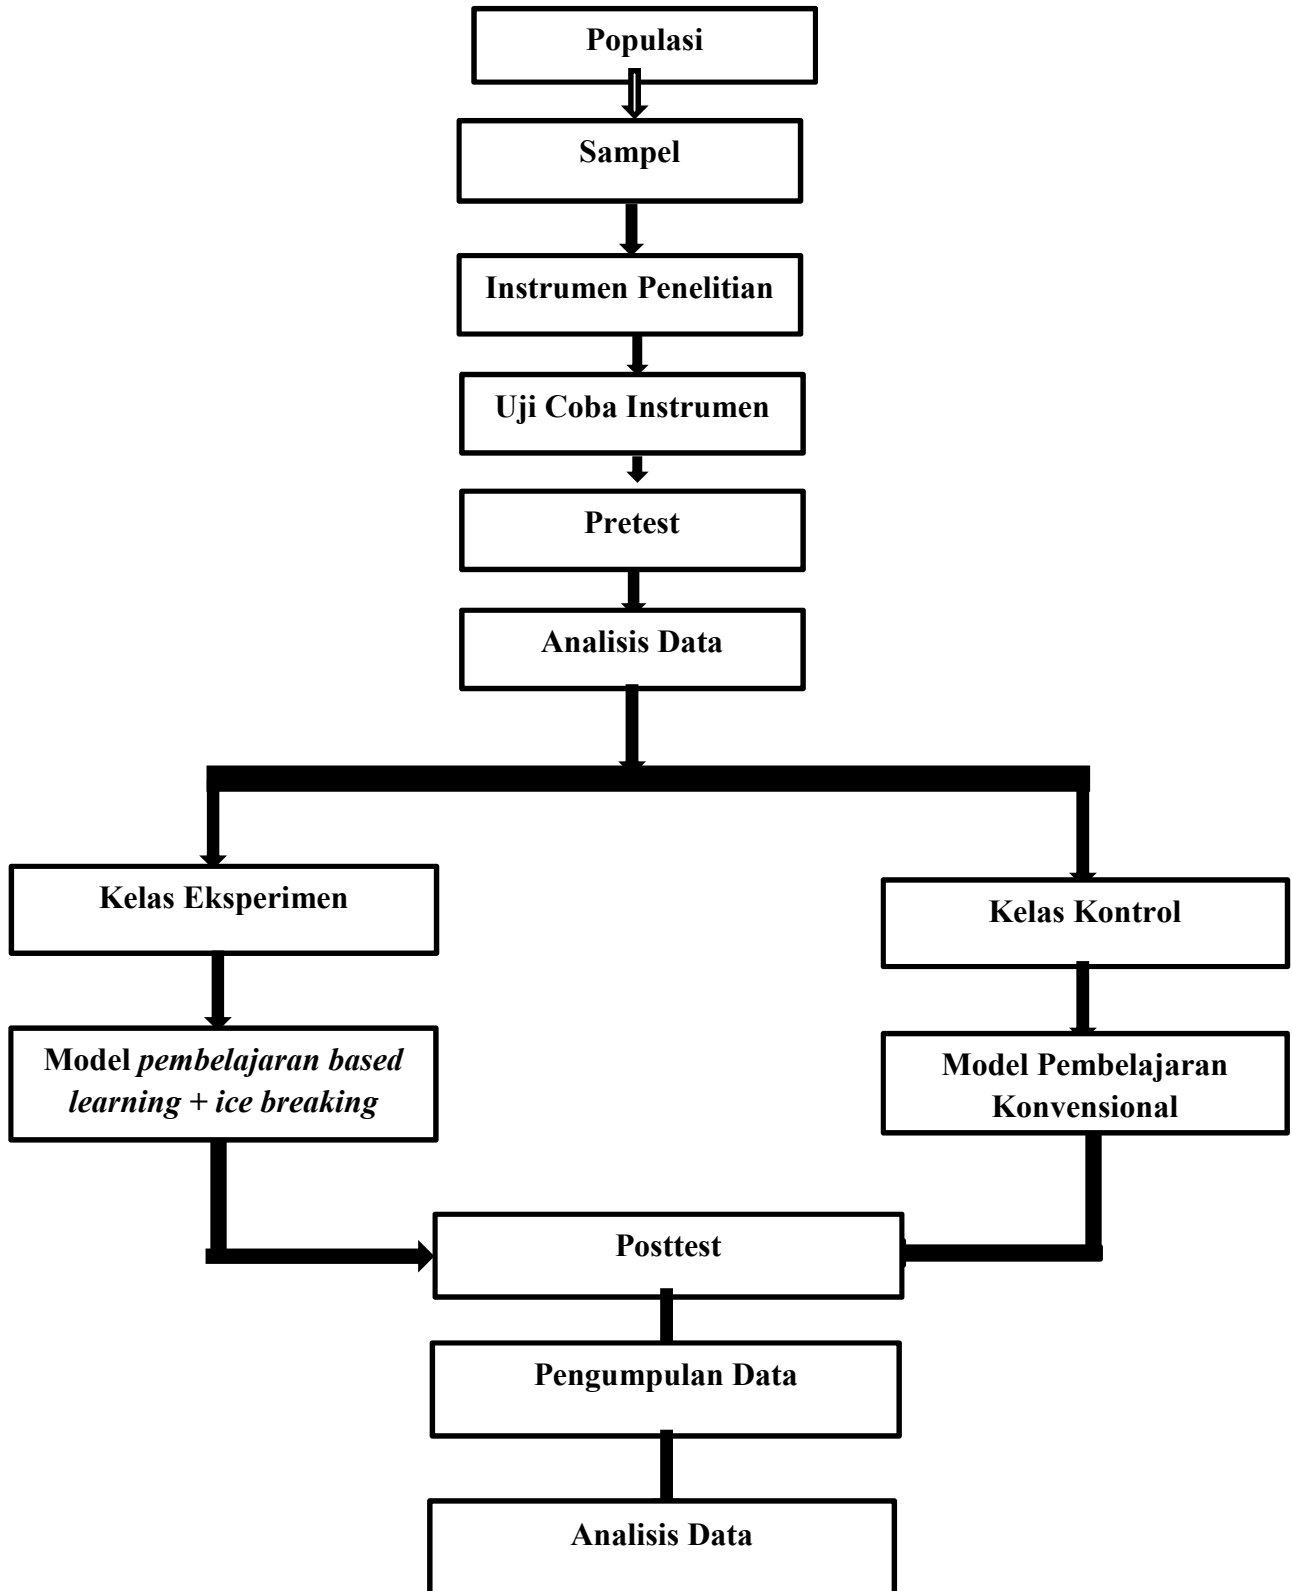 Populasi
Sampel
Instrumen Penelitian
Uji Coba Instrumen
Pretest
Analisis Data
Kelas Eksperimen
Kelas Kontrol
Model pembelajaran based
learning + ice breaking
Model Pembelajaran
Konvensional
Posttest
Pengumpulan Data
Analisis Data